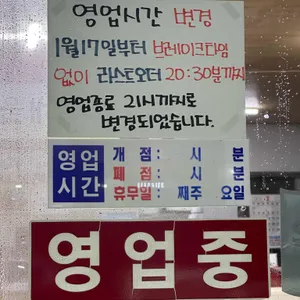 영업시간 변경
1월17일부터 브레이크타임
없이 라스트오더 20:30분까지
영업종료 21시까지로
변경되었습니다.
영업시간
개 점 : 시 분
폐 점 : 시 분
휴무일 : 째주 요일
영업중